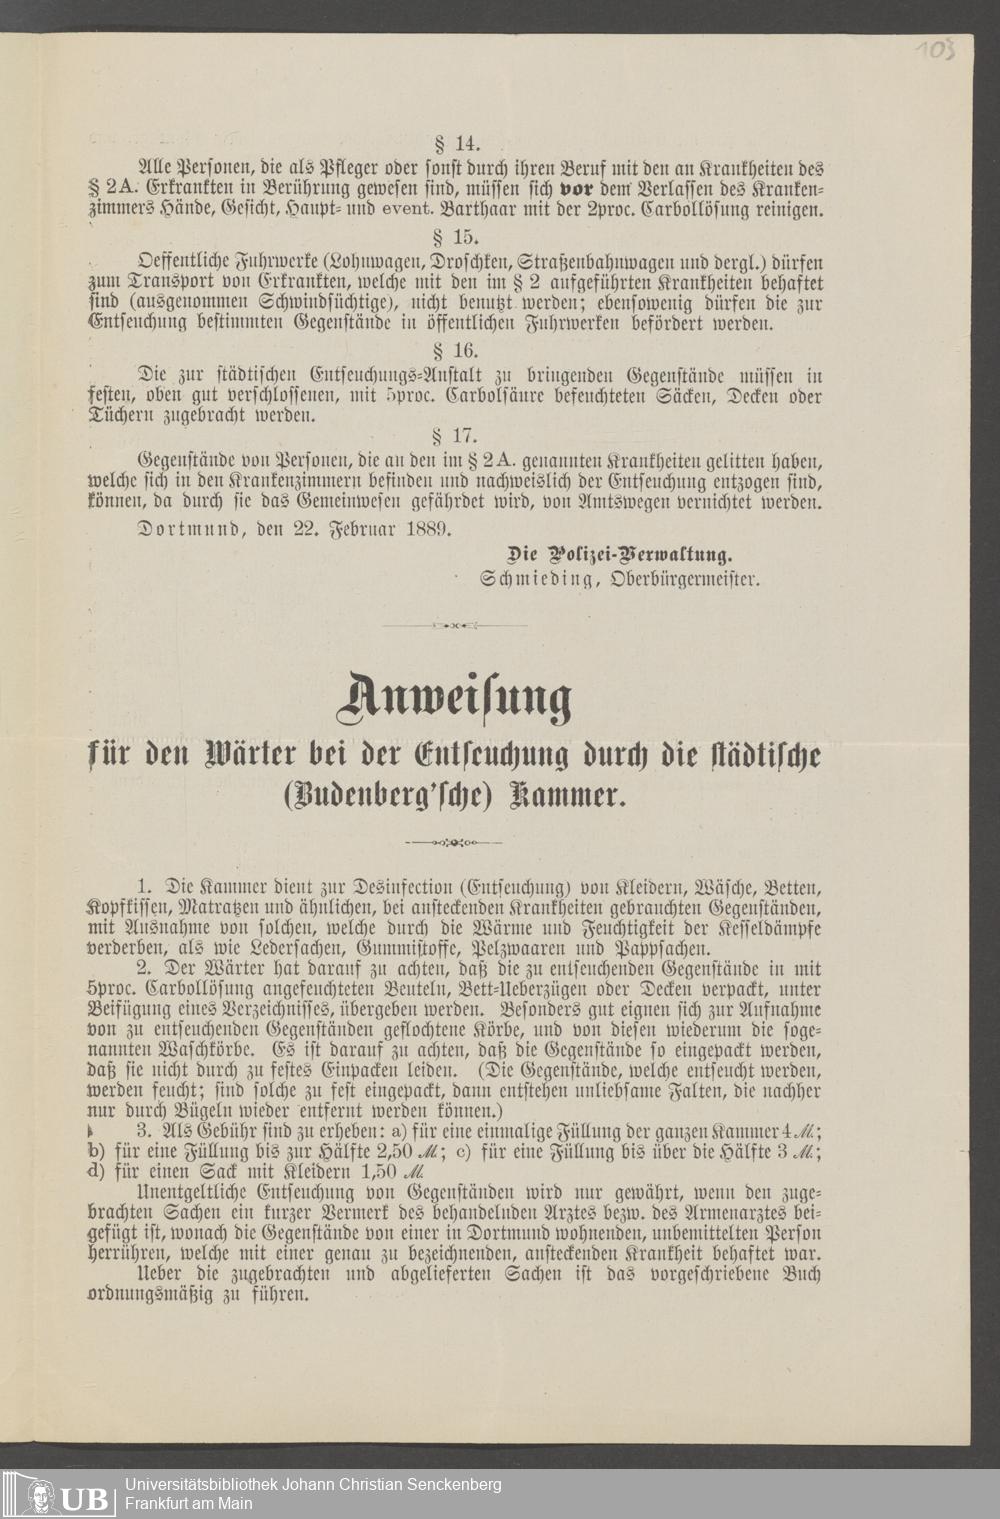 103
§ 14.
Alle Personen, die als Pfleger oder sonst durch ihren Beruf mit den an Krankheiten des
§ 2 A. Erkrankten in Berührung gewesen sind, müssen sich vor dem Verlassen des Kranken-
zimmers Hände, Gesicht, Haupt- und event. Barthaar mit der 2proc. Carbollösung reinigen.
§ 15.
Oeffentliche Fuhrwerke (Lohnwagen, Droschken, Straßenbahnwagen und dergl.) dürfen
zum Transport von Erkrankten, welche mit den im § 2 aufgeführten Krankheiten behaftet
sind (ausgenommen Schwindsüchtige), nicht benutzt werden; ebensowenig dürfen die zur
Entseuchung bestimmten Gegenstände in öffentlichen Fuhrwerken befördert werden.
§ 16.
Die zur städtischen Entseuchungs-Anstalt zu bringenden Gegenstände müssen in
festen, oben gut verschlossenen, mit 5proc. Carbolsäure befeuchteten Säcken, Decken oder
Tüchern zugebracht werden.
§ 17.
Gegenstände von Personen, die an den im § 2 A. genannten Krankheiten gelitten haben,
welche sich in den Krankenzimmern befinden und nachweislich der Entseuchung entzogen sind,
können, da durch sie das Gemeinwesen gefährdet wird, von Amtswegen vernichtet werden.
Dortmund, den 22. Februar 1889.
Die Polizei-Verwaltung.
Schmieding, Oberbürgermeister.
Anweisung
für den Wärter bei der Entseuchung durch die städtische
(Budenberg'sche) Kammer.
1. Die Kammer dient zur Desinfection (Entseuchung) von Kleidern, Wäsche, Betten,
Kopfkissen, Matratzen und ähnlichen, bei ansteckenden Krankheiten gebrauchten Gegenständen,
mit Ausnahme von solchen, welche durch die Wärme und Feuchtigkeit der Kesseldämpfe
verderben, als wie Ledersachen, Gummistoffe, Pelzwaaren und Pappsachen.
2. Der Wärter hat darauf zu achten, daß die zu entseuchenden Gegenstände in mit
5proc. Carbollösung angefeuchteten Beuteln, Bett-Ueberzügen oder Decken verpackt, unter
Beifügung eines Verzeichnisses, übergeben werden. Besonders gut eignen sich zur Aufnahme
von zu entseuchenden Gegenständen geflochtene Körbe, und von diesen wiederum die soge-
nannten Waschkörbe. Es ist darauf zu achten, daß die Gegenstände so eingepackt werden,
daß sie nicht durch zu festes Einpacken leiden. (Die Gegenstände, welche entseucht werden,
werden feucht; sind solche zu fest eingepackt, dann entstehen unliebsame Falten, die nachher
nur durch Bügeln wieder entfernt werden können.)
3. Als Gebühr sind zu erheben: a) für eine einmalige Füllung der ganzen Kammer 4 M.;
b) für eine Füllung bis zur Hälfte 2,50 M.; c) für eine Füllung bis über die Hälfte 3 M.;
d) für einen Sack mit Kleidern 1,50 M.
Unentgeltliche Entseuchung von Gegenständen wird nur gewährt, wenn den zuge-
brachten Sachen ein kurzer Vermerk des behandelnden Arztes bezw. des Armenarztes bei-
gefügt ist, wonach die Gegenstände von einer in Dortmund wohnenden, unbemittelten Person
herrühren, welche mit einer genau zu bezeichnenden, ansteckenden Krankheit behaftet war.
Ueber die zugebrachten und abgelieferten Sachen ist das vorgeschriebene Buch
ordnungsmäßig zu führen.
UB
Universitätsbibliothek Johann Christian Senckenberg
Frankfurt am Main